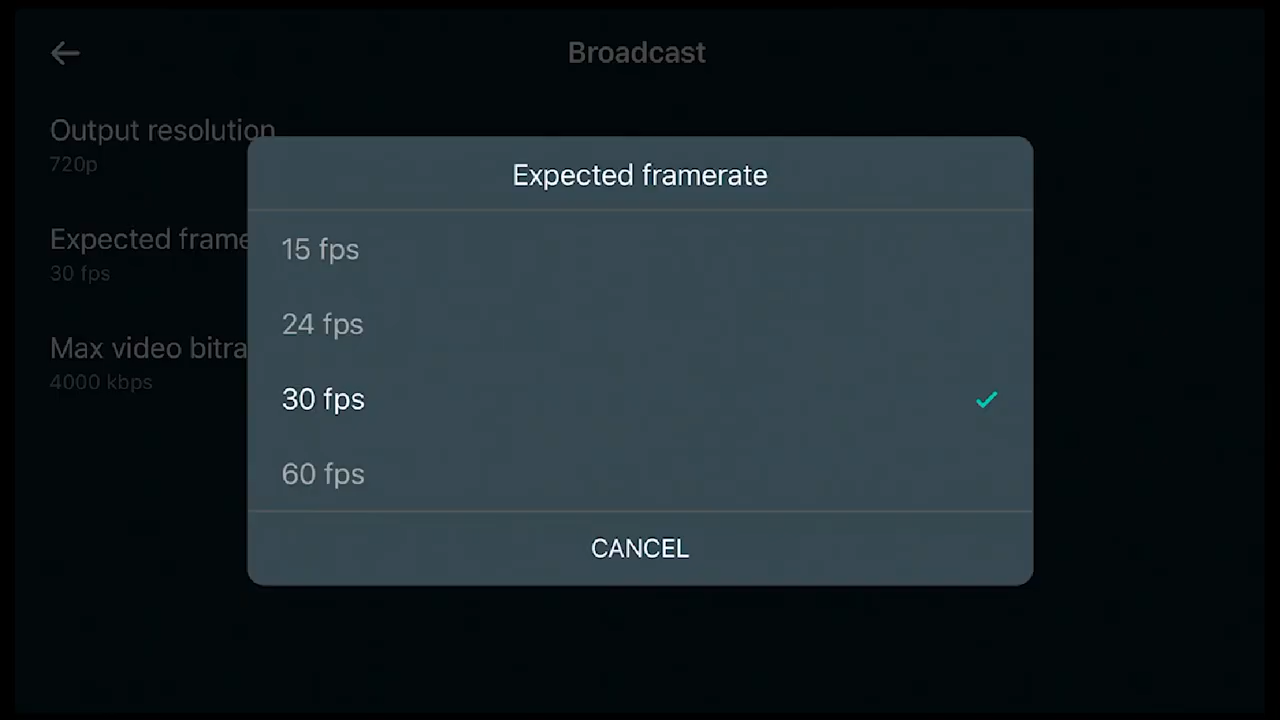 Broadcast
Output resolution
720p
Expected frame
30 fps
Max video bitra
4000 kbps
Expected framerate
15 fps
24 fps
30 fps
60 fps
CANCEL